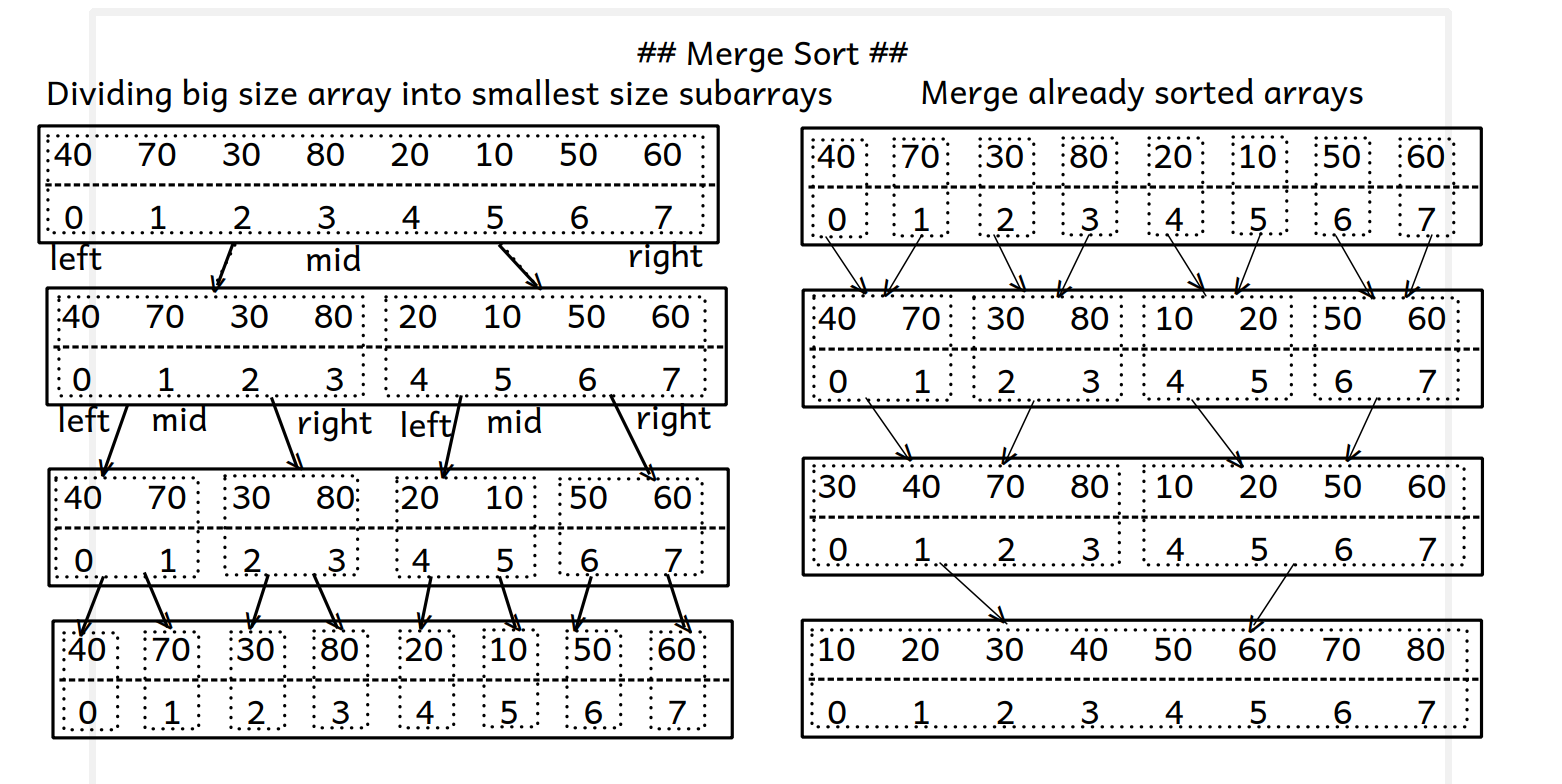 ## Merge Sort ##
Dividing big size array into smallest size subarrays
40 70 30 80 20 10 50 60
0 1 2 3 4 5 6 7
left mid right
40 70 30 80 20 10 50 60
0 1 2 3 4 5 6 7
left mid right left mid right
40 70 30 80 20 10 50 60
0 1 2 3 4 5 6 7
40 70 30 80 20 10 50 60
0 1 2 3 4 5 6 7
Merge already sorted arrays
40 70 30 80 20 10 50 60
0 1 2 3 4 5 6 7
40 70 30 80 10 20 50 60
0 1 2 3 4 5 6 7
30 40 70 80 10 20 50 60
0 1 2 3 4 5 6 7
10 20 30 40 50 60 70 80
0 1 2 3 4 5 6 7